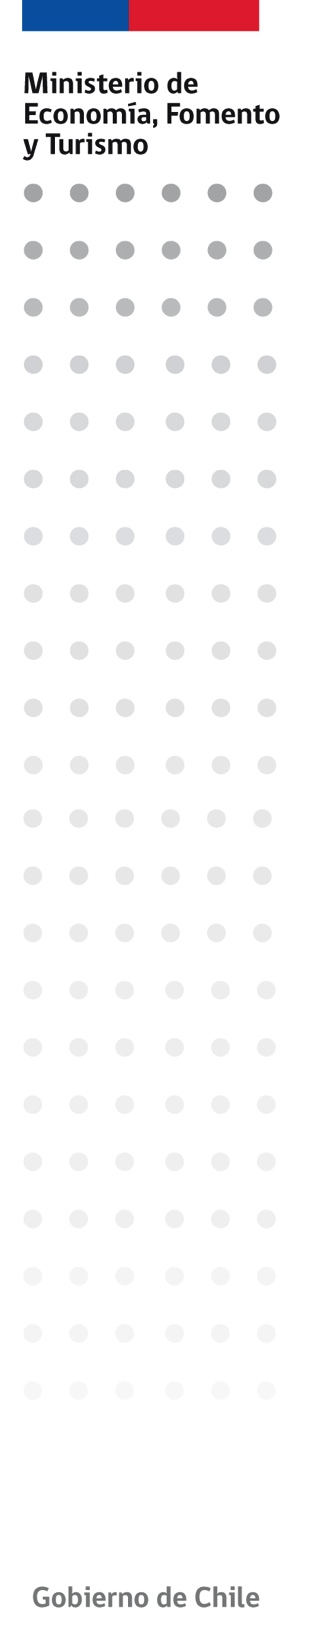 Ministerio de
Economía, Fomento
y Turismo
Gobierno de Chile